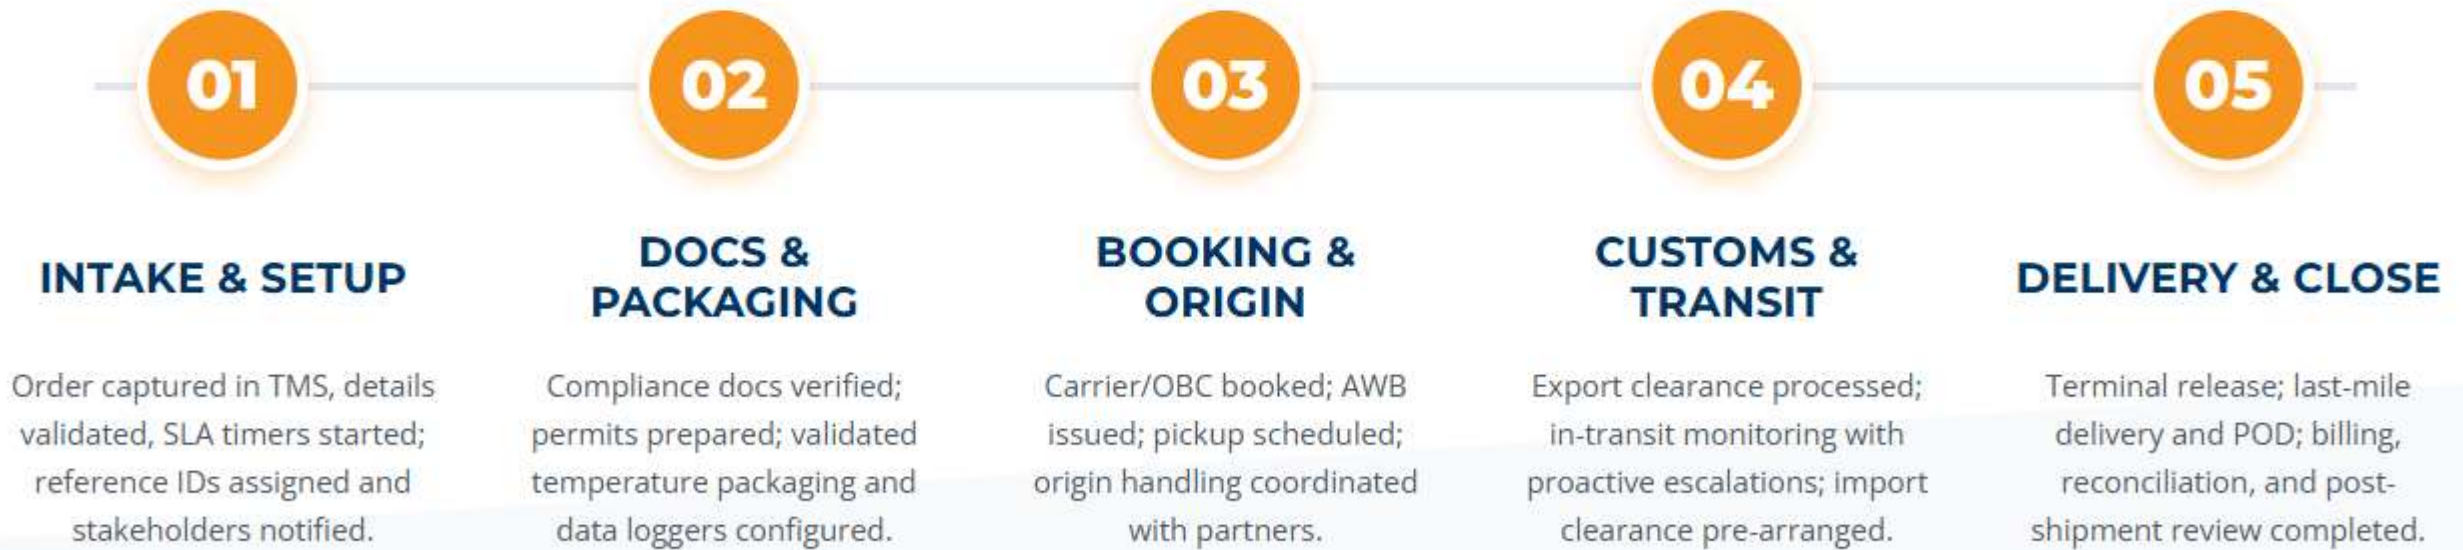 01
INTAKE & SETUP
Order captured in TMS, details
validated, SLA timers started;
reference IDs assigned and
stakeholders notified.
02
DOCS &
PACKAGING
Compliance docs verified;
permits prepared; validated
temperature packaging and
data loggers configured.
03
BOOKING &
ORIGIN
Carrier/OBC booked; AWB
issued; pickup scheduled;
origin handling coordinated
with partners.
04
CUSTOMS &
TRANSIT
Export clearance processed;
in-transit monitoring with
proactive escalations; import
clearance pre-arranged.
05
DELIVERY & CLOSE
Terminal release; last-mile
delivery and POD; billing,
reconciliation, and post-
shipment review completed.